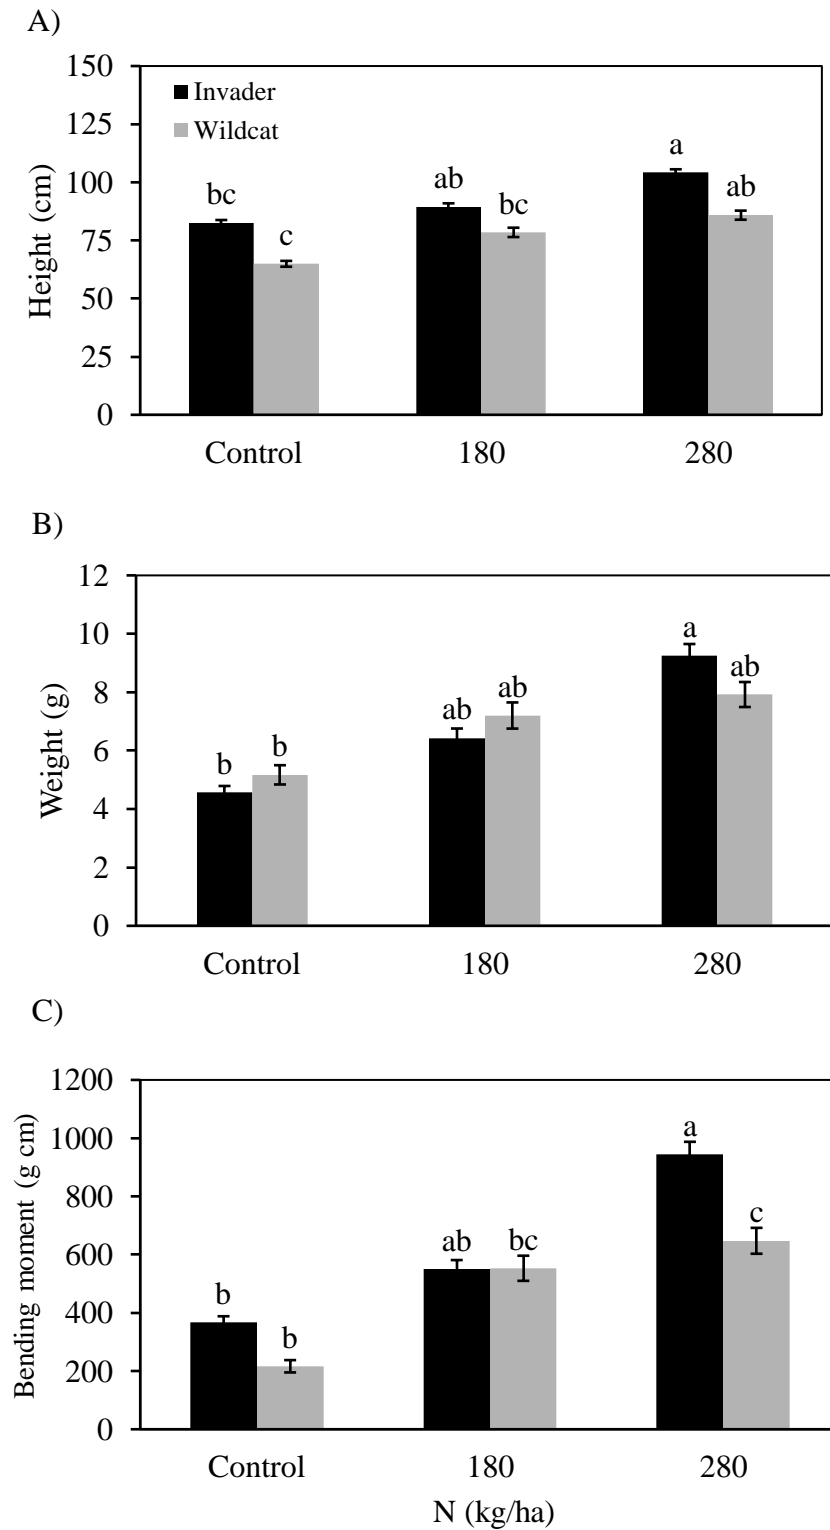 A)
150
125
100
75
50
25
0
Height (cm)
Invader
Wildcat
bc
c
ab
bc
a
ab
Control 180 280
B)
12
10
8
6
4
2
0
Weight (g)
b
b
ab
ab
a
ab
Control 180 280
C)
1200
1000
800
600
400
200
0
Bending moment (g cm)
b
b
ab
bc
a
c
Control 180 280
N (kg/ha)